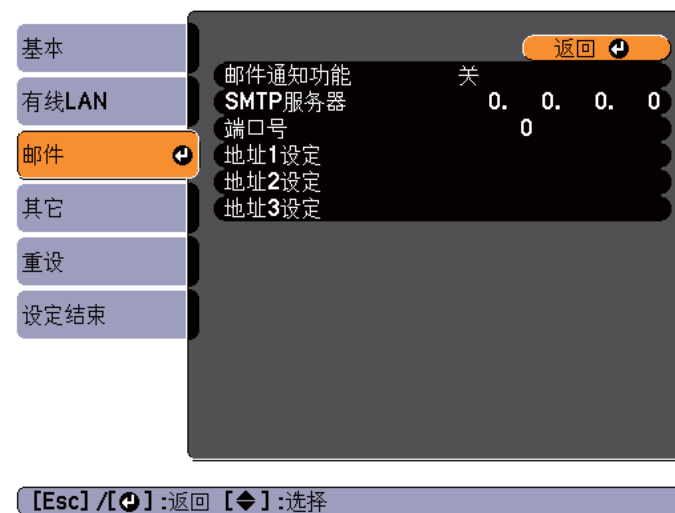 基本
有线LAN
邮件
其它
重设
设定结束
返回
邮件通知功能 关
SMTP服务器 0. 0. 0. 0
端口号 0
地址1设定
地址2设定
地址3设定
[Esc] /[ ] :返回 [ ] :选择